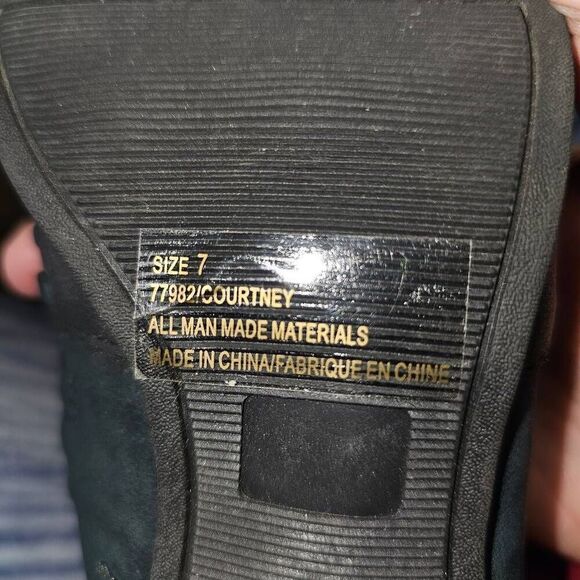 SIZE 7
77982/COURTNEY
ALL MAN MADE MATERIALS
MADE IN CHINA/FABRIQUE EN CHINE